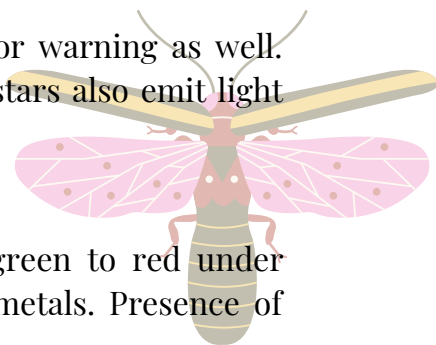 or warning as well.
stars also emit light
green to red under
metals. Presence of